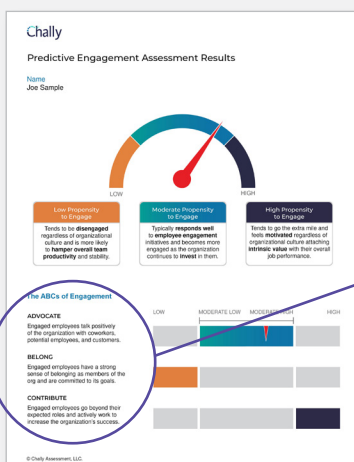 Chally
Predictive Engagement Assessment Results
Name
Joe Sample
LOW
HIGH
Low Propensity
to Engage
Tends to be disengaged
regardless of organizational
culture and is more likely
to hamper overall team
productivity and stability.
Moderate Propensity
to Engage
Typically responds well
to employee engagement
initiatives and becomes more
engaged as the organization
continues to invest in them.
High Propensity
to Engage
Tends to go the extra mile and
feels motivated regardless of
organizational culture attaching
intrinsic value with their overall
job performance.
The ABCs of Engagement
LOW
MODERATE LOW
MODERATE HIGH
HIGH
ADVOCATE
Engaged employees talk positively
of the organization with coworkers,
potential employees, and customers.
BELONG
Engaged employees have a strong
sense of belonging as members of the
org and are committed to its goals.
CONTRIBUTE
Engaged employees go beyond their
expected roles and actively work to
increase the organization's success.
© Chally Assessment, LLC.